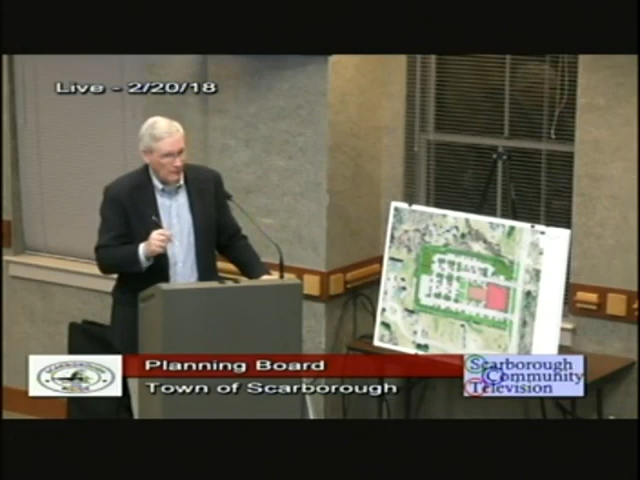 Live - 2/20/18
Planning Board
Town of Scarborough
Scarborough
Community
Television